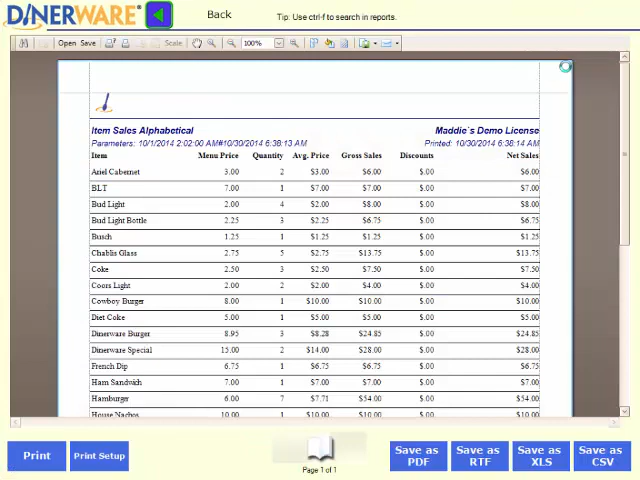 DINERWARE® Back Tip: Use ctrl-f to search in reports.
Open Save Scale 100%
Item Sales Alphabetical Maddie`s Demo License
Parameters: 10/1/2014 2:02:00 AM#10/30/2014 6:38:13 AM Printed: 10/30/2014 6:38:14 AM
Item Menu Price Quantity Avg. Price Gross Sales Discounts Net Sales
Ariel Cabernet 3.00 2 $3.00 $6.00 $.00 $6.00
BLT 7.00 1 $7.00 $7.00 $.00 $7.00
Bud Light 2.00 4 $2.00 $8.00 $.00 $8.00
Bud Light Bottle 2.25 3 $2.25 $6.75 $.00 $6.75
Busch 1.25 1 $1.25 $1.25 $.00 $1.25
Chablis Glass 2.75 5 $2.75 $13.75 $.00 $13.75
Coke 2.50 3 $2.50 $7.50 $.00 $7.50
Coors Light 2.00 2 $2.00 $4.00 $.00 $4.00
Cowboy Burger 8.00 1 $10.00 $10.00 $.00 $10.00
Diet Coke 5.00 1 $5.00 $5.00 $.00 $5.00
Dinerware Burger 8.95 3 $8.28 $24.85 $.00 $24.85
Dinerware Special 15.00 2 $14.00 $28.00 $.00 $28.00
French Dip 6.75 1 $6.75 $6.75 $.00 $6.75
Ham Sandwich 7.00 1 $7.00 $7.00 $.00 $7.00
Hamburger 6.00 7 $7.71 $54.00 $.00 $54.00
House Nachos 10.00 1 $10.00 $10.00 $.00 $10.00
Print Print Setup Page 1 of 1 Save as PDF Save as RTF Save as XLS Save as CSV